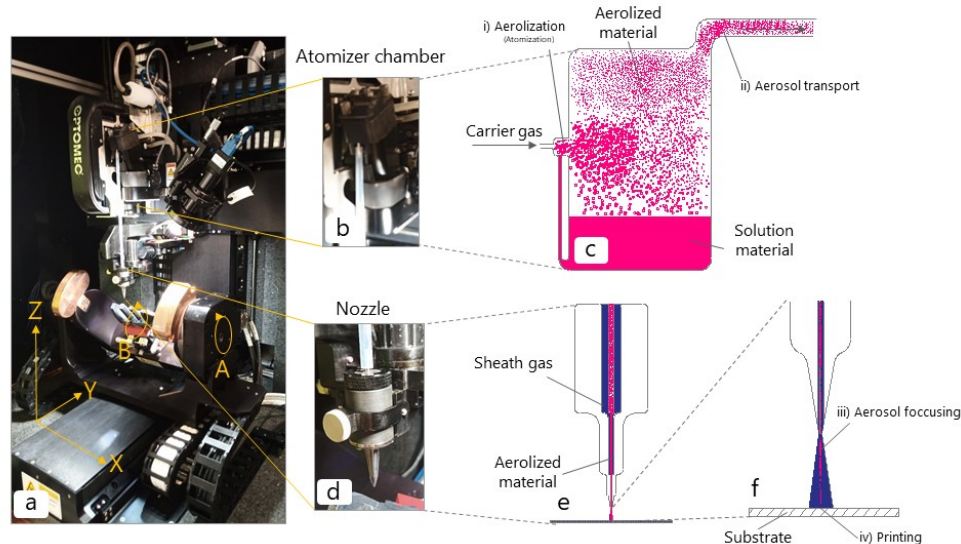 OPTOMEC
Z
Y
X
B
A
a
Atomizer chamber
b
i) Aerolization
(Atomization)
Aerolized
material
ii) Aerosol transport
Carrier gas
Solution
material
c
Nozzle
d
Sheath gas
Aerolized
material
e
iii) Aerosol foccusing
f
Substrate
iv) Printing